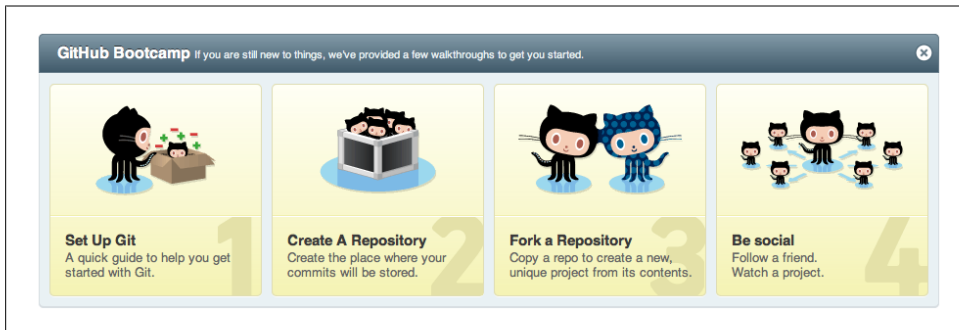 GitHub Bootcamp If you are still new to things, we've provided a few walkthroughs to get you started.
1
Set Up Git
A quick guide to help you get
started with Git.
2
Create A Repository
Create the place where your
commits will be stored.
3
Fork a Repository
Copy a repo to create a new,
unique project from its contents.
4
Be social
Follow a friend.
Watch a project.